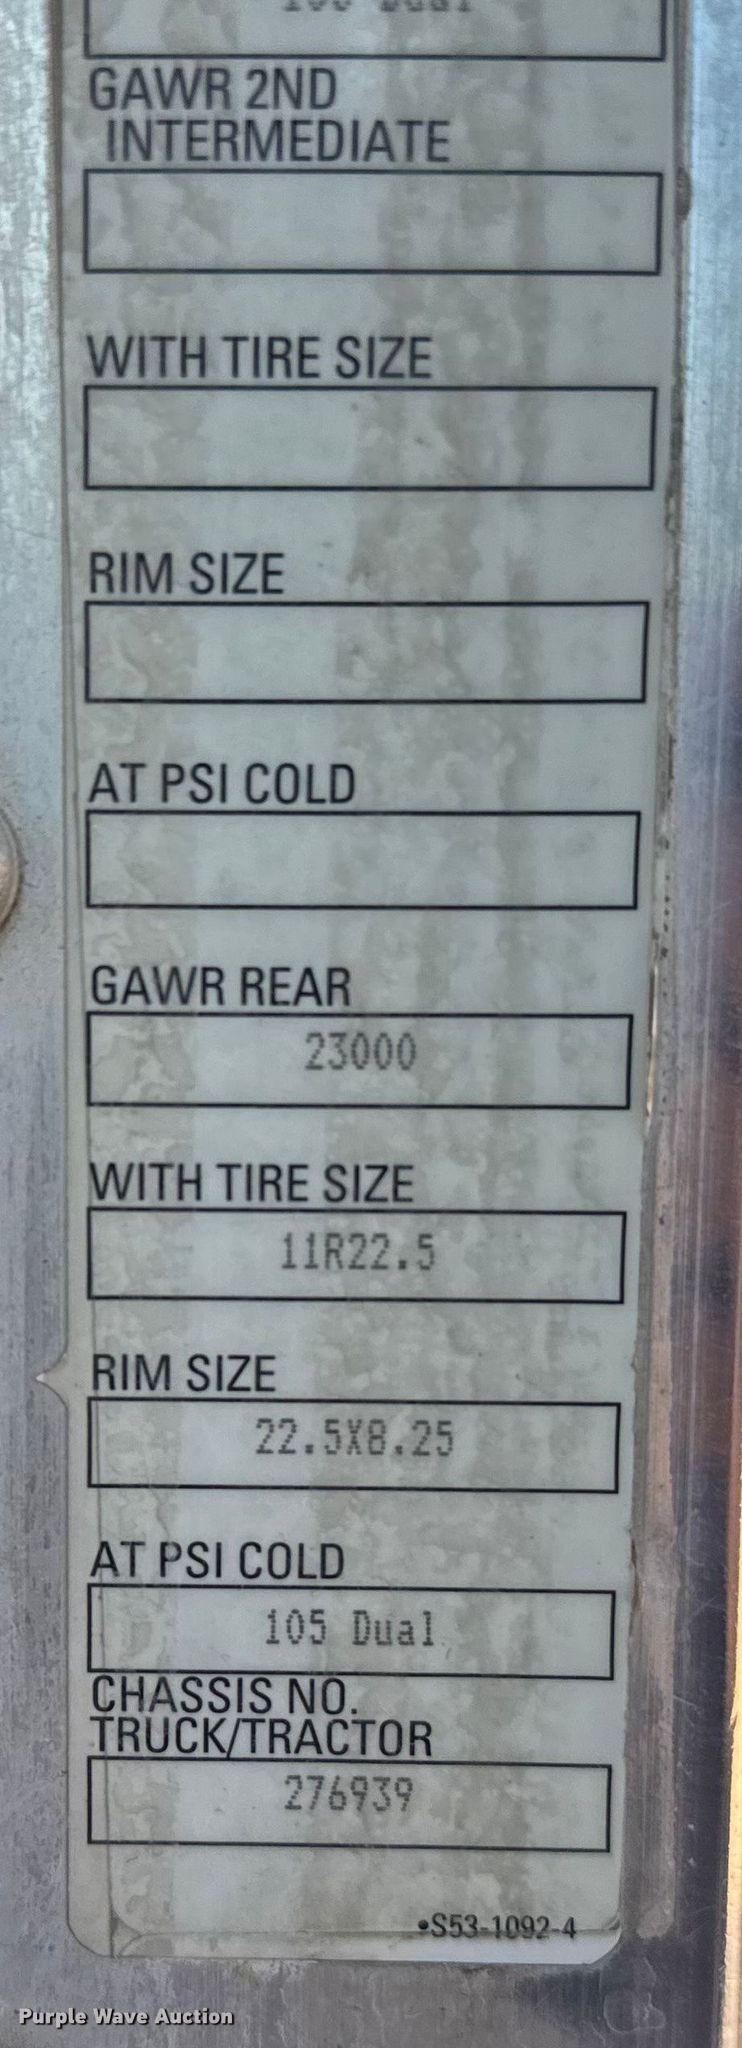 105 Dual
GAWR 2ND
INTERMEDIATE
WITH TIRE SIZE
RIM SIZE
AT PSI COLD
GAWR REAR
23000
WITH TIRE SIZE
11R22.5
RIM SIZE
22.5X8.25
AT PSI COLD
105 Dual
CHASSIS NO.
TRUCK/TRACTOR
276939
•S53-1092-4
Purple Wave Auction